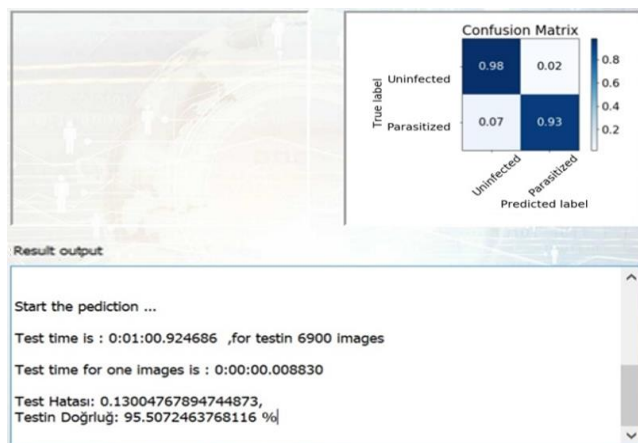 Confusion Matrix
True label
Uninfected
0.98 0.02
Parasitized
0.07 0.93
0.8
0.6
0.4
0.2
Uninfected
Parasitized
Predicted label
Result output
Start the pediction ...
Test time is : 0:01:00.924686 ,for testin 6900 images
Test time for one images is : 0:00:00.008830
Test Hatası: 0.13004767894744873,
Testin Doğrluğ: 95.5072463768116 %